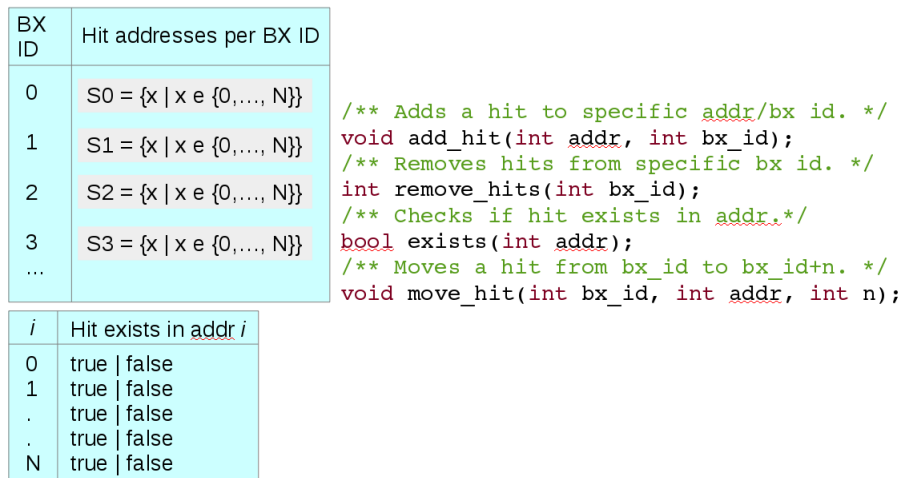 BX ID
Hit addresses per BX ID
0
S0 = {x | x e {0,..., N}}
1
S1 = {x | x e {0,..., N}}
2
S2 = {x | x e {0,..., N}}
3
S3 = {x | x e {0,..., N}}
...
/** Adds a hit to specific addr/bx id. */
void add_hit(int addr, int bx_id);
/** Removes hits from specific bx id. */
int remove_hits(int bx_id);
/** Checks if hit exists in addr.*/
bool exists(int addr);
/** Moves a hit from bx_id to bx_id+n. */
void move_hit(int bx_id, int addr, int n);
i Hit exists in addr i
0 true | false
1 true | false
. true | false
. true | false
N true | false